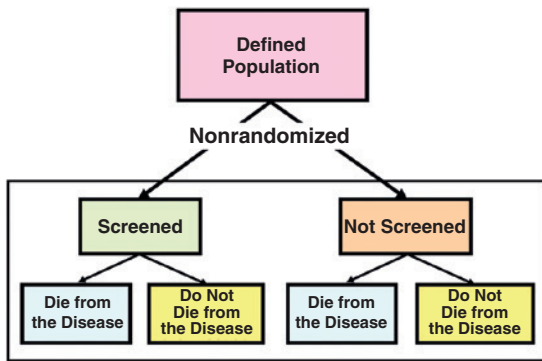 Defined
Population
Nonrandomized
Screened
Not Screened
Die from
the Disease
Do Not
Die from
the Disease
Die from
the Disease
Do Not
Die from
the Disease